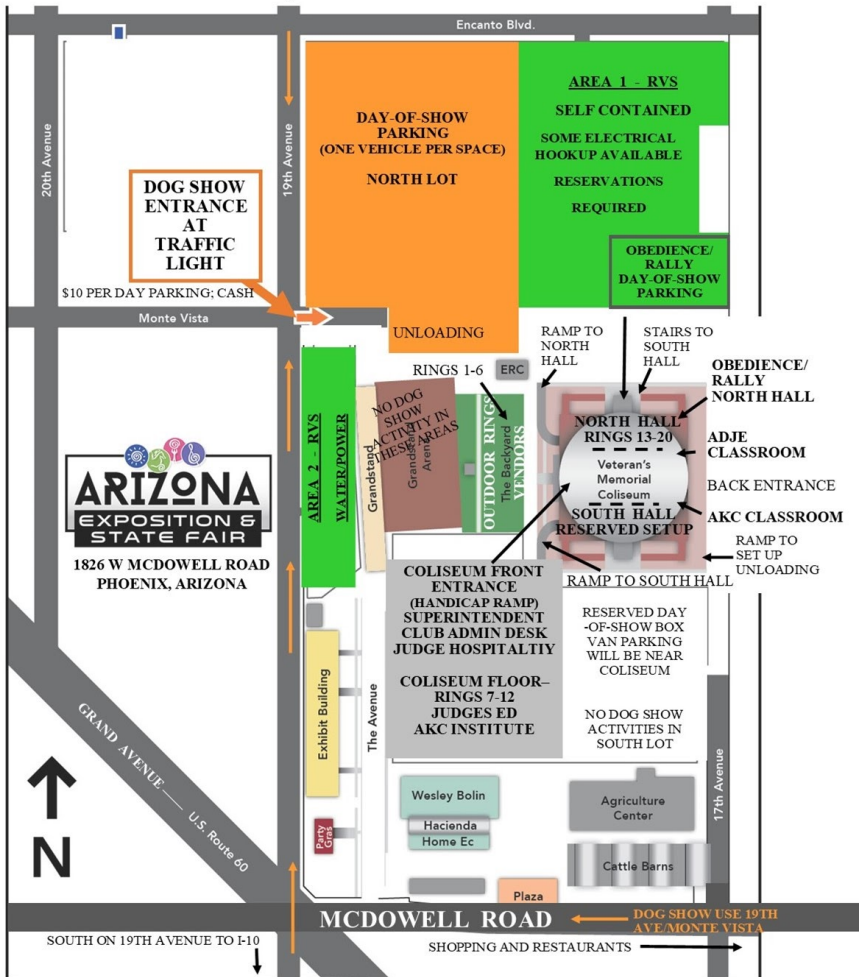 Encanto Blvd.
20th Avenue
19th Avenue
DAY-OF-SHOW
PARKING
(ONE VEHICLE PER SPACE)
NORTH LOT
AREA 1 - RVS
SELF CONTAINED
SOME ELECTRICAL
HOOKUP AVAILABLE
RESERVATIONS
REQUIRED
OBEDIENCE/
RALLY
DAY-OF-SHOW
PARKING
DOG SHOW
ENTRANCE
AT
TRAFFIC
LIGHT
$10 PER DAY PARKING; CASH
Monte Vista
UNLOADING
RAMP TO
NORTH
HALL
STAIRS TO
SOUTH
HALL
RINGS 1-6
ERC
OBEDIENCE/
RALLY
NORTH HALL
AREA 2 - RVS
WATER/POWER
Grandstand
NO DOG
SHOW
ACTIVITY IN
THESE AREAS
Grandstand
Arena
OUTDOOR RINGS
The Backyard
VENDORS
NORTH HALL
RINGS 13-20
Veteran's
Memorial
Coliseum
SOUTH HALL
RESERVED SETUP
ADJE
CLASSROOM
BACK ENTRANCE
AKC CLASSROOM
RAMP TO
SET UP
UNLOADING
RAMP TO SOUTH HALL
ARIZONA
EXPOSITION &
STATE FAIR
1826 W MCDOWELL ROAD
PHOENIX, ARIZONA
COLISEUM FRONT
ENTRANCE
(HANDICAP RAMP)
SUPERINTENDENT
CLUB ADMIN DESK
JUDGE HOSPITALTIY
COLISEUM FLOOR–
RINGS 7-12
JUDGES ED
AKC INSTITUTE
RESERVED DAY
-OF-SHOW BOX
VAN PARKING
WILL BE NEAR
COLISEUM
NO DOG SHOW
ACTIVITIES IN
SOUTH LOT
Exhibit Building
The Avenue
17th Avenue
GRAND AVENUE
U.S. Route 60
N
Party
Gras
Wesley Bolin
Hacienda
Home Ec
Agriculture
Center
Cattle Barns
Plaza
MCDOWELL ROAD
DOG SHOW USE 19TH
AVE/MONTE VISTA
SOUTH ON 19TH AVENUE TO I-10
SHOPPING AND RESTAURANTS